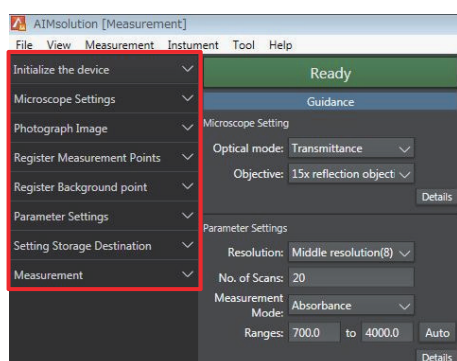 AIMsolution [Measurement]
File View Measurement Instument Tool Help
Initialize the device
Microscope Settings
Photograph Image
Register Measurement Points
Register Background point
Parameter Settings
Setting Storage Destination
Measurement
Ready
Guidance
Microscope Setting
Optical mode: Transmittance
Objective: 15x reflection objecti
Details
Parameter Settings
Resolution: Middle resolution(8)
No. of Scans: 20
Measurement
Mode: Absorbance
Ranges: 700.0 to 4000.0 Auto
Details